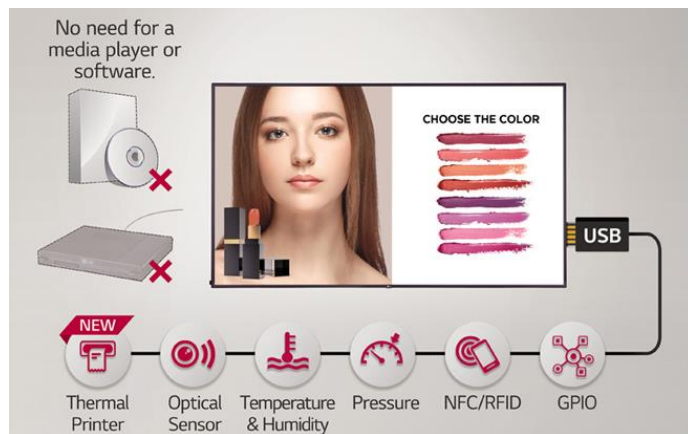 No need for a
media player or
software.
CHOOSE THE COLOR
USB
NEW
Thermal
Printer
Optical
Sensor
Temperature
& Humidity
Pressure
NFC/RFID
GPIO